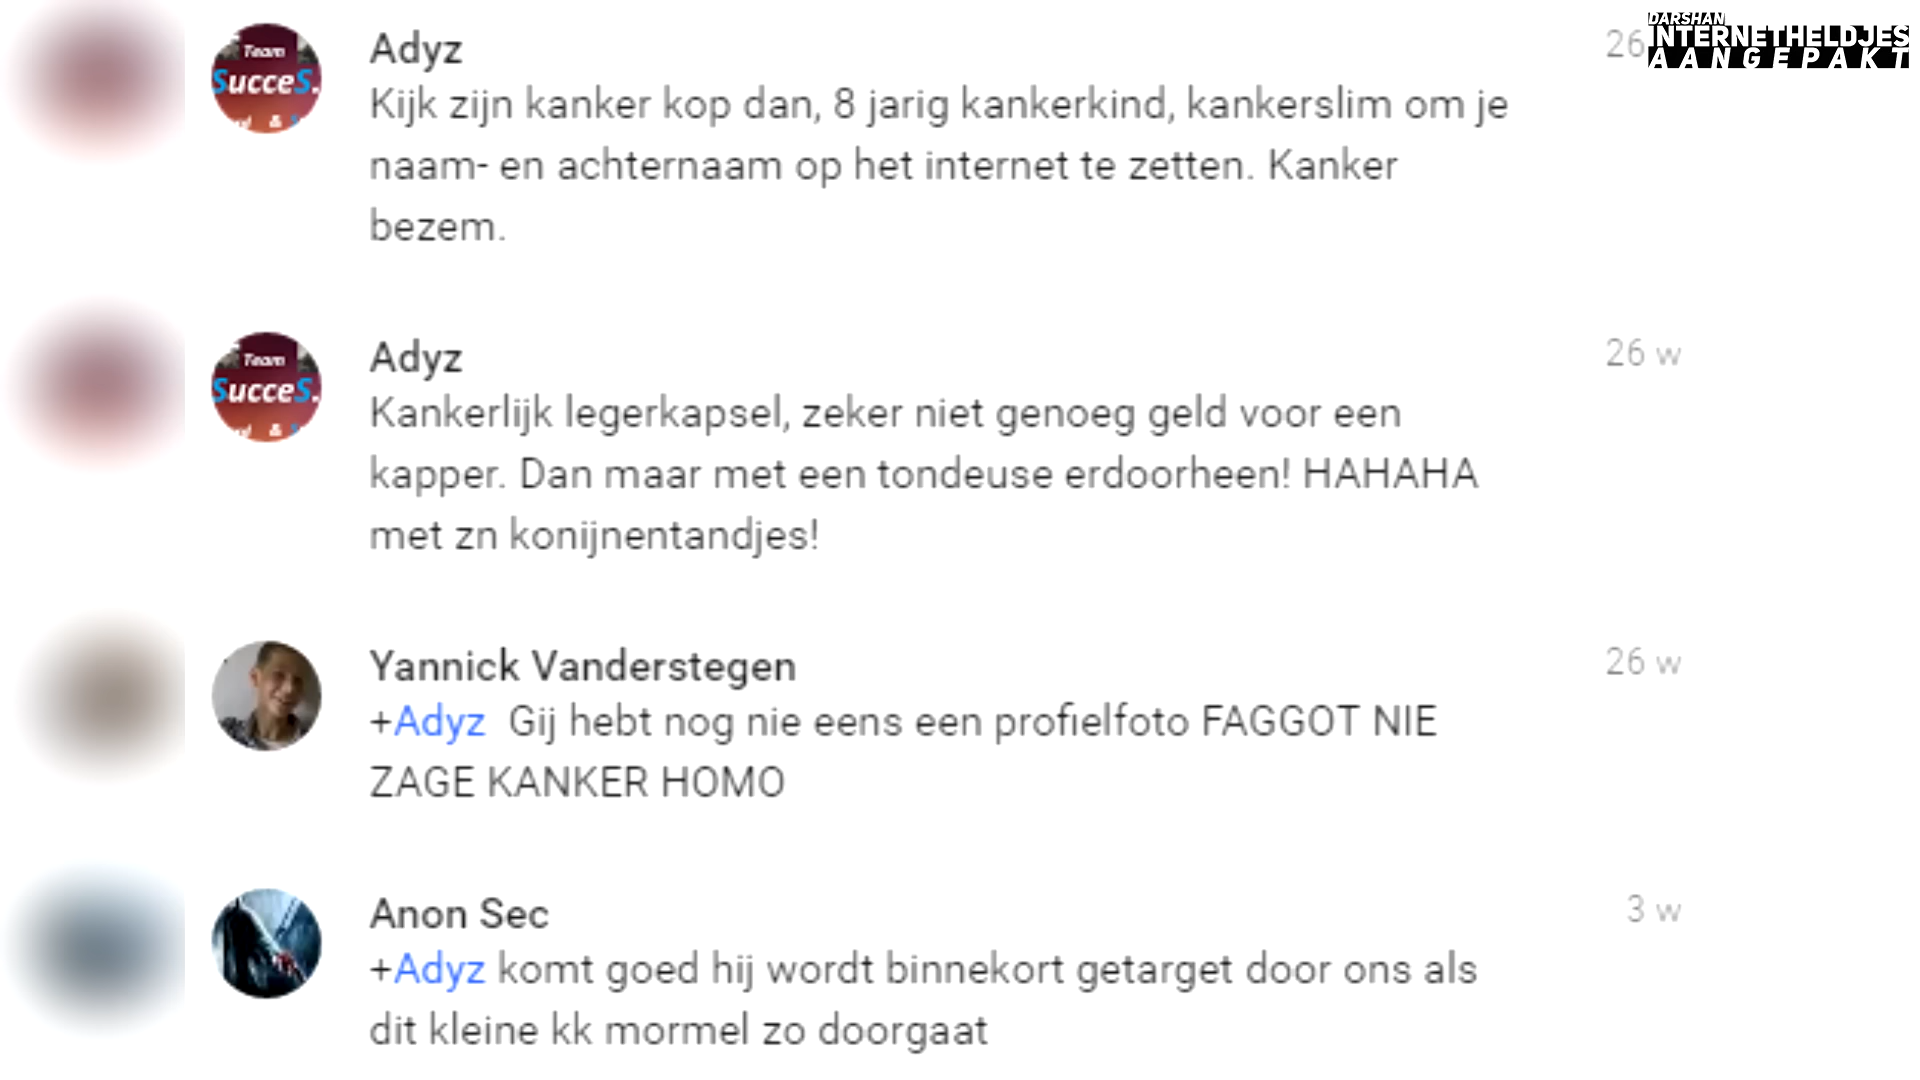 Adyz
26
DARSHAN
INTERNETHELDJES
AANGEPAKT
Team
SucceS.
&
Kijk zijn kanker kop dan, 8 jarig kankerkind, kankerslim om je
naam- en achternaam op het internet te zetten. Kanker
bezem.
Adyz
26 w
Team
SucceS.
&
Kankerlijk legerkapsel, zeker niet genoeg geld voor een
kapper. Dan maar met een tondeuse erdoorheen! HAHAHA
met zn konijnentandjes!
Yannick Vanderstegen
26 w
+Adyz Gij hebt nog nie eens een profielfoto FAGGOT NIE
ZAGE KANKER HOMO
Anon Sec
3 w
+Adyz komt goed hij wordt binnekort getarget door ons als
dit kleine kk mormel zo doorgaat